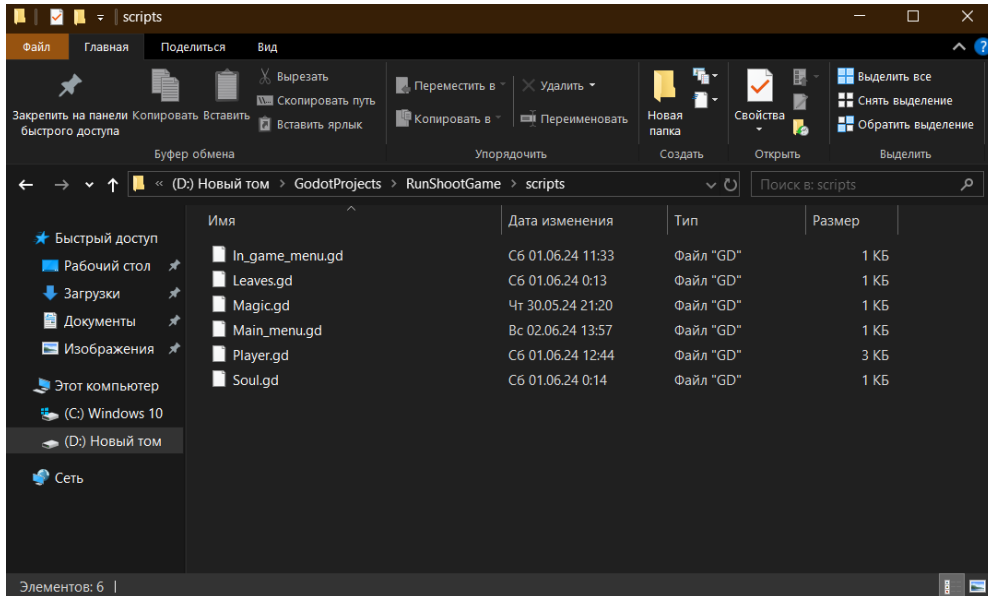 scripts
Файл Главная Поделиться Вид
Закрепить на панели быстрого доступа
Копировать
Вставить
Вырезать
Скопировать путь
Вставить ярлык
Буфер обмена
Переместить в
Копировать в
Удалить
Переименовать
Упорядочить
Новая папка
Создать
Свойства
Открыть
Выделить все
Снять выделение
Обратить выделение
Выделить
« (D:) Новый том > GodotProjects > RunShootGame > scripts
Поиск в: scripts
Быстрый доступ
Рабочий стол
Загрузки
Документы
Изображения
Этот компьютер
(C:) Windows 10
(D:) Новый том
Сеть
Имя Дата изменения Тип Размер
In_game_menu.gd Сб 01.06.24 11:33 Файл "GD" 1 КБ
Leaves.gd Сб 01.06.24 0:13 Файл "GD" 1 КБ
Magic.gd Чт 30.05.24 21:20 Файл "GD" 1 КБ
Main_menu.gd Вс 02.06.24 13:57 Файл "GD" 1 КБ
Player.gd Сб 01.06.24 12:44 Файл "GD" 3 КБ
Soul.gd Сб 01.06.24 0:14 Файл "GD" 1 КБ
Элементов: 6